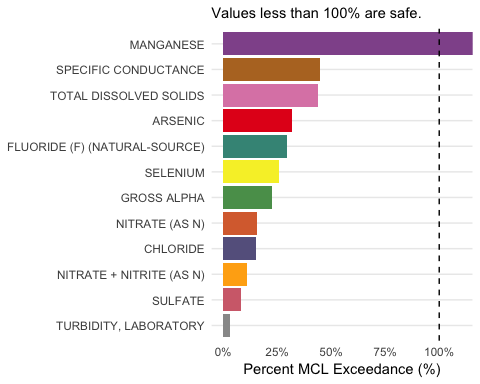 Values less than 100% are safe.
MANGANESE
SPECIFIC CONDUCTANCE
TOTAL DISSOLVED SOLIDS
ARSENIC
FLUORIDE (F) (NATURAL-SOURCE)
SELENIUM
GROSS ALPHA
NITRATE (AS N)
CHLORIDE
NITRATE + NITRITE (AS N)
SULFATE
TURBIDITY, LABORATORY
0% 25% 50% 75% 100%
Percent MCL Exceedance (%)